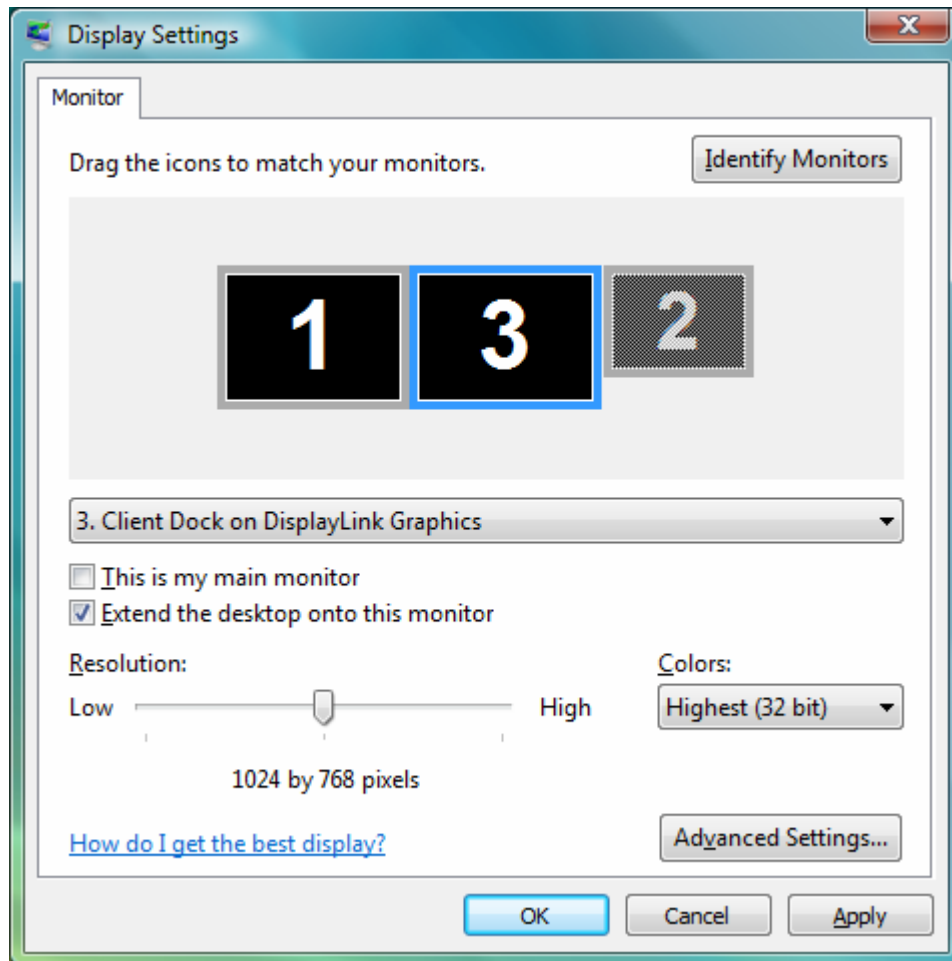 Display Settings
Monitor
Drag the icons to match your monitors.
Identify Monitors
1 3 2
3. Client Dock on DisplayLink Graphics
This is my main monitor
Extend the desktop onto this monitor
Resolution:
Colors:
Low High
Highest (32 bit)
1024 by 768 pixels
How do I get the best display?
Advanced Settings...
OK Cancel Apply